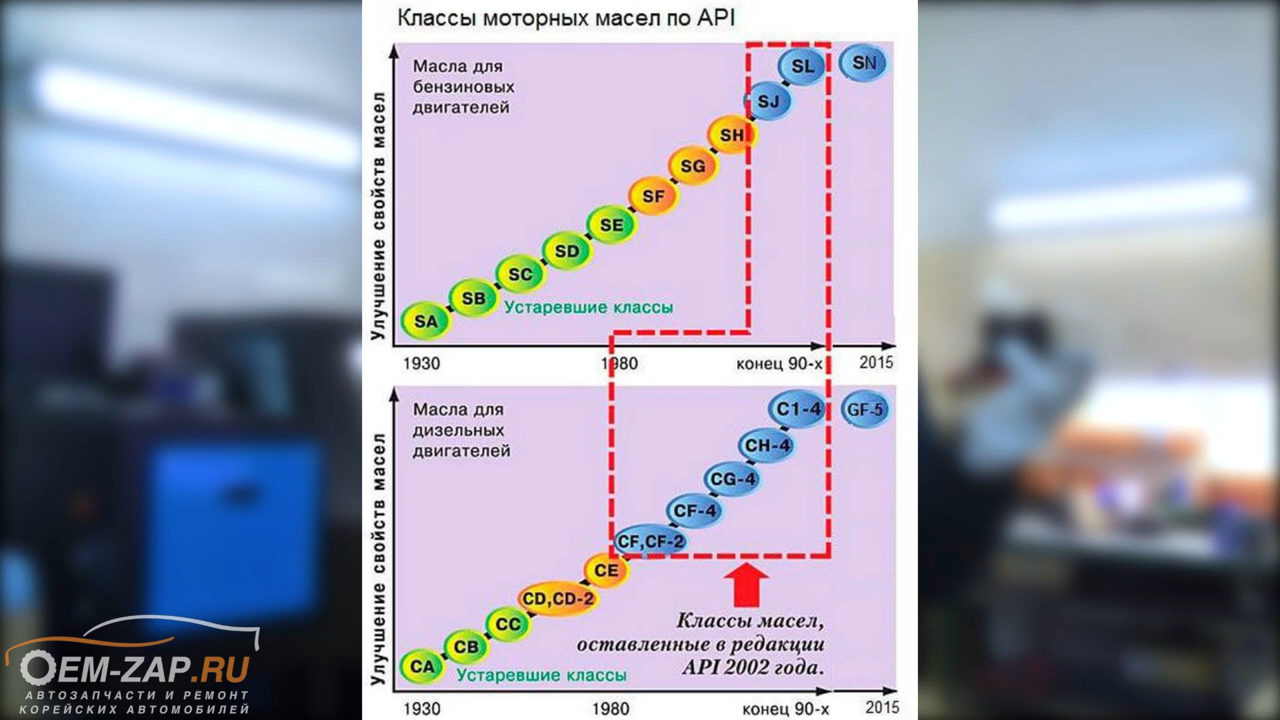 Классы моторных масел по API
Улучшение свойств масел
Масла для
бензиновых
двигателей
SL
SN
SJ
SH
SG
SF
SE
SD
SC
SB
SA
Устаревшие классы
1930
1980
конец 90-х
2015
Улучшение свойств масел
Масла для
дизельных
двигателей
C1-4
GF-5
CH-4
CG-4
CF-4
CF,CF-2
CE
CD,CD-2
CC
CB
CA
Устаревшие классы
Классы масел,
оставленные в редакции
API 2002 года.
1930
1980
конец 90-х
2015
OEM-ZAP.RU
АВТОЗАПЧАСТИ И РЕМОНТ
КОРЕЙСКИХ АВТОМОБИЛЕЙ